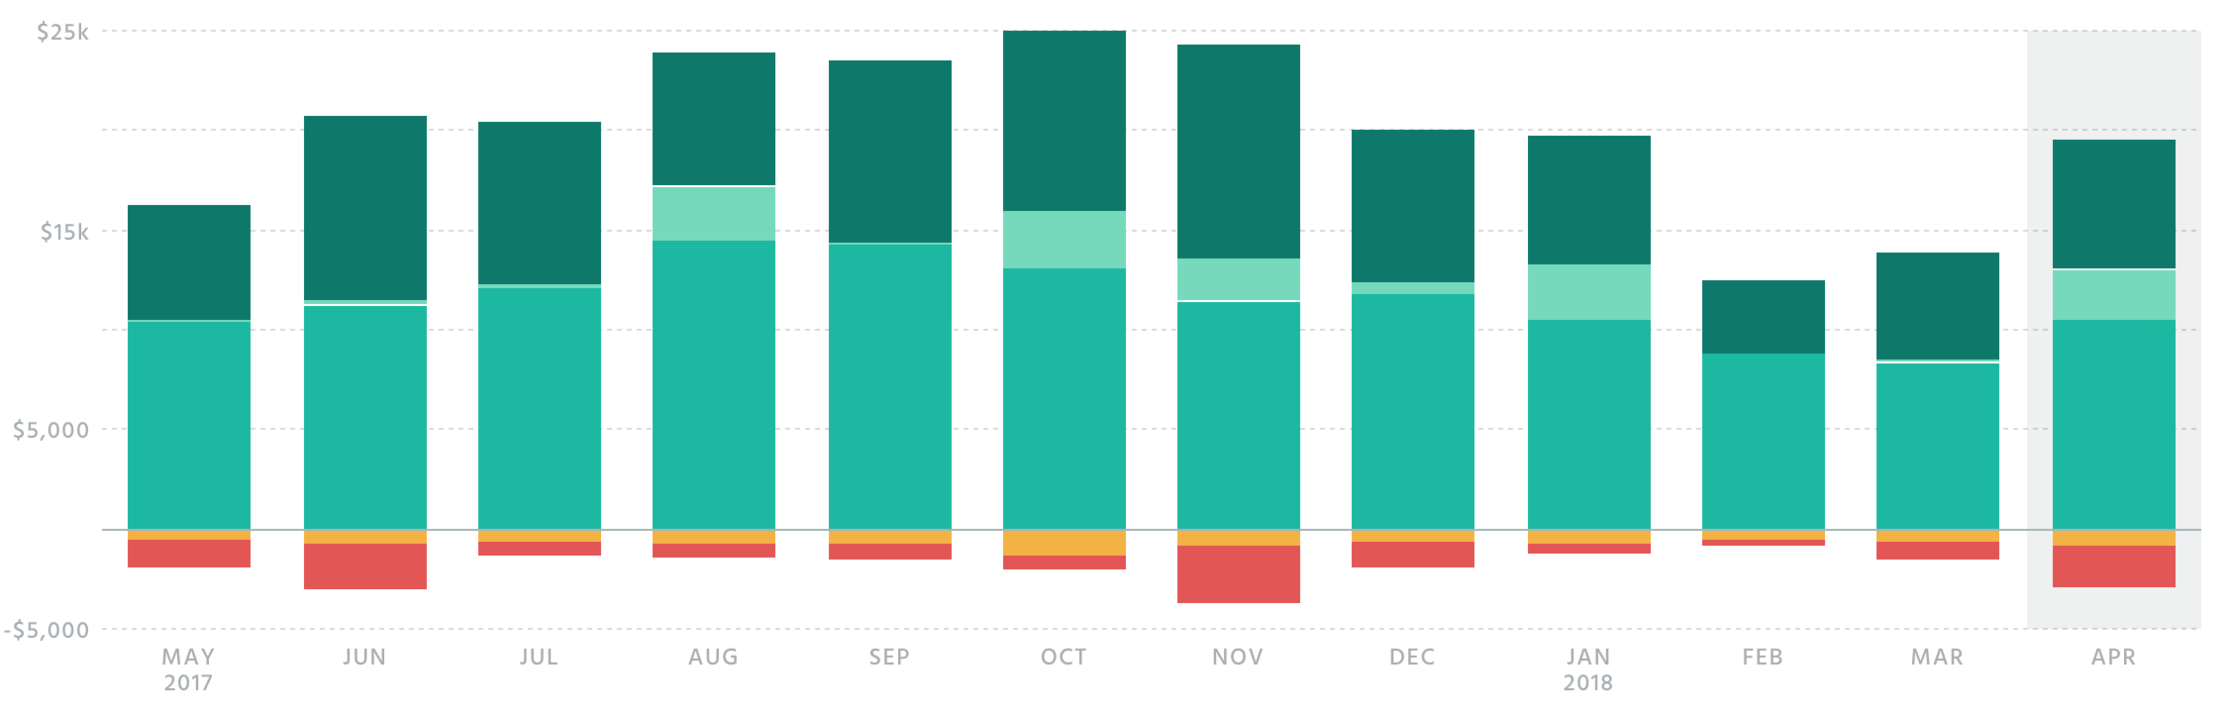 $25k
$15k
$5,000
-$5,000
MAY JUN JUL AUG SEP OCT NOV DEC JAN FEB MAR APR
2017 2018